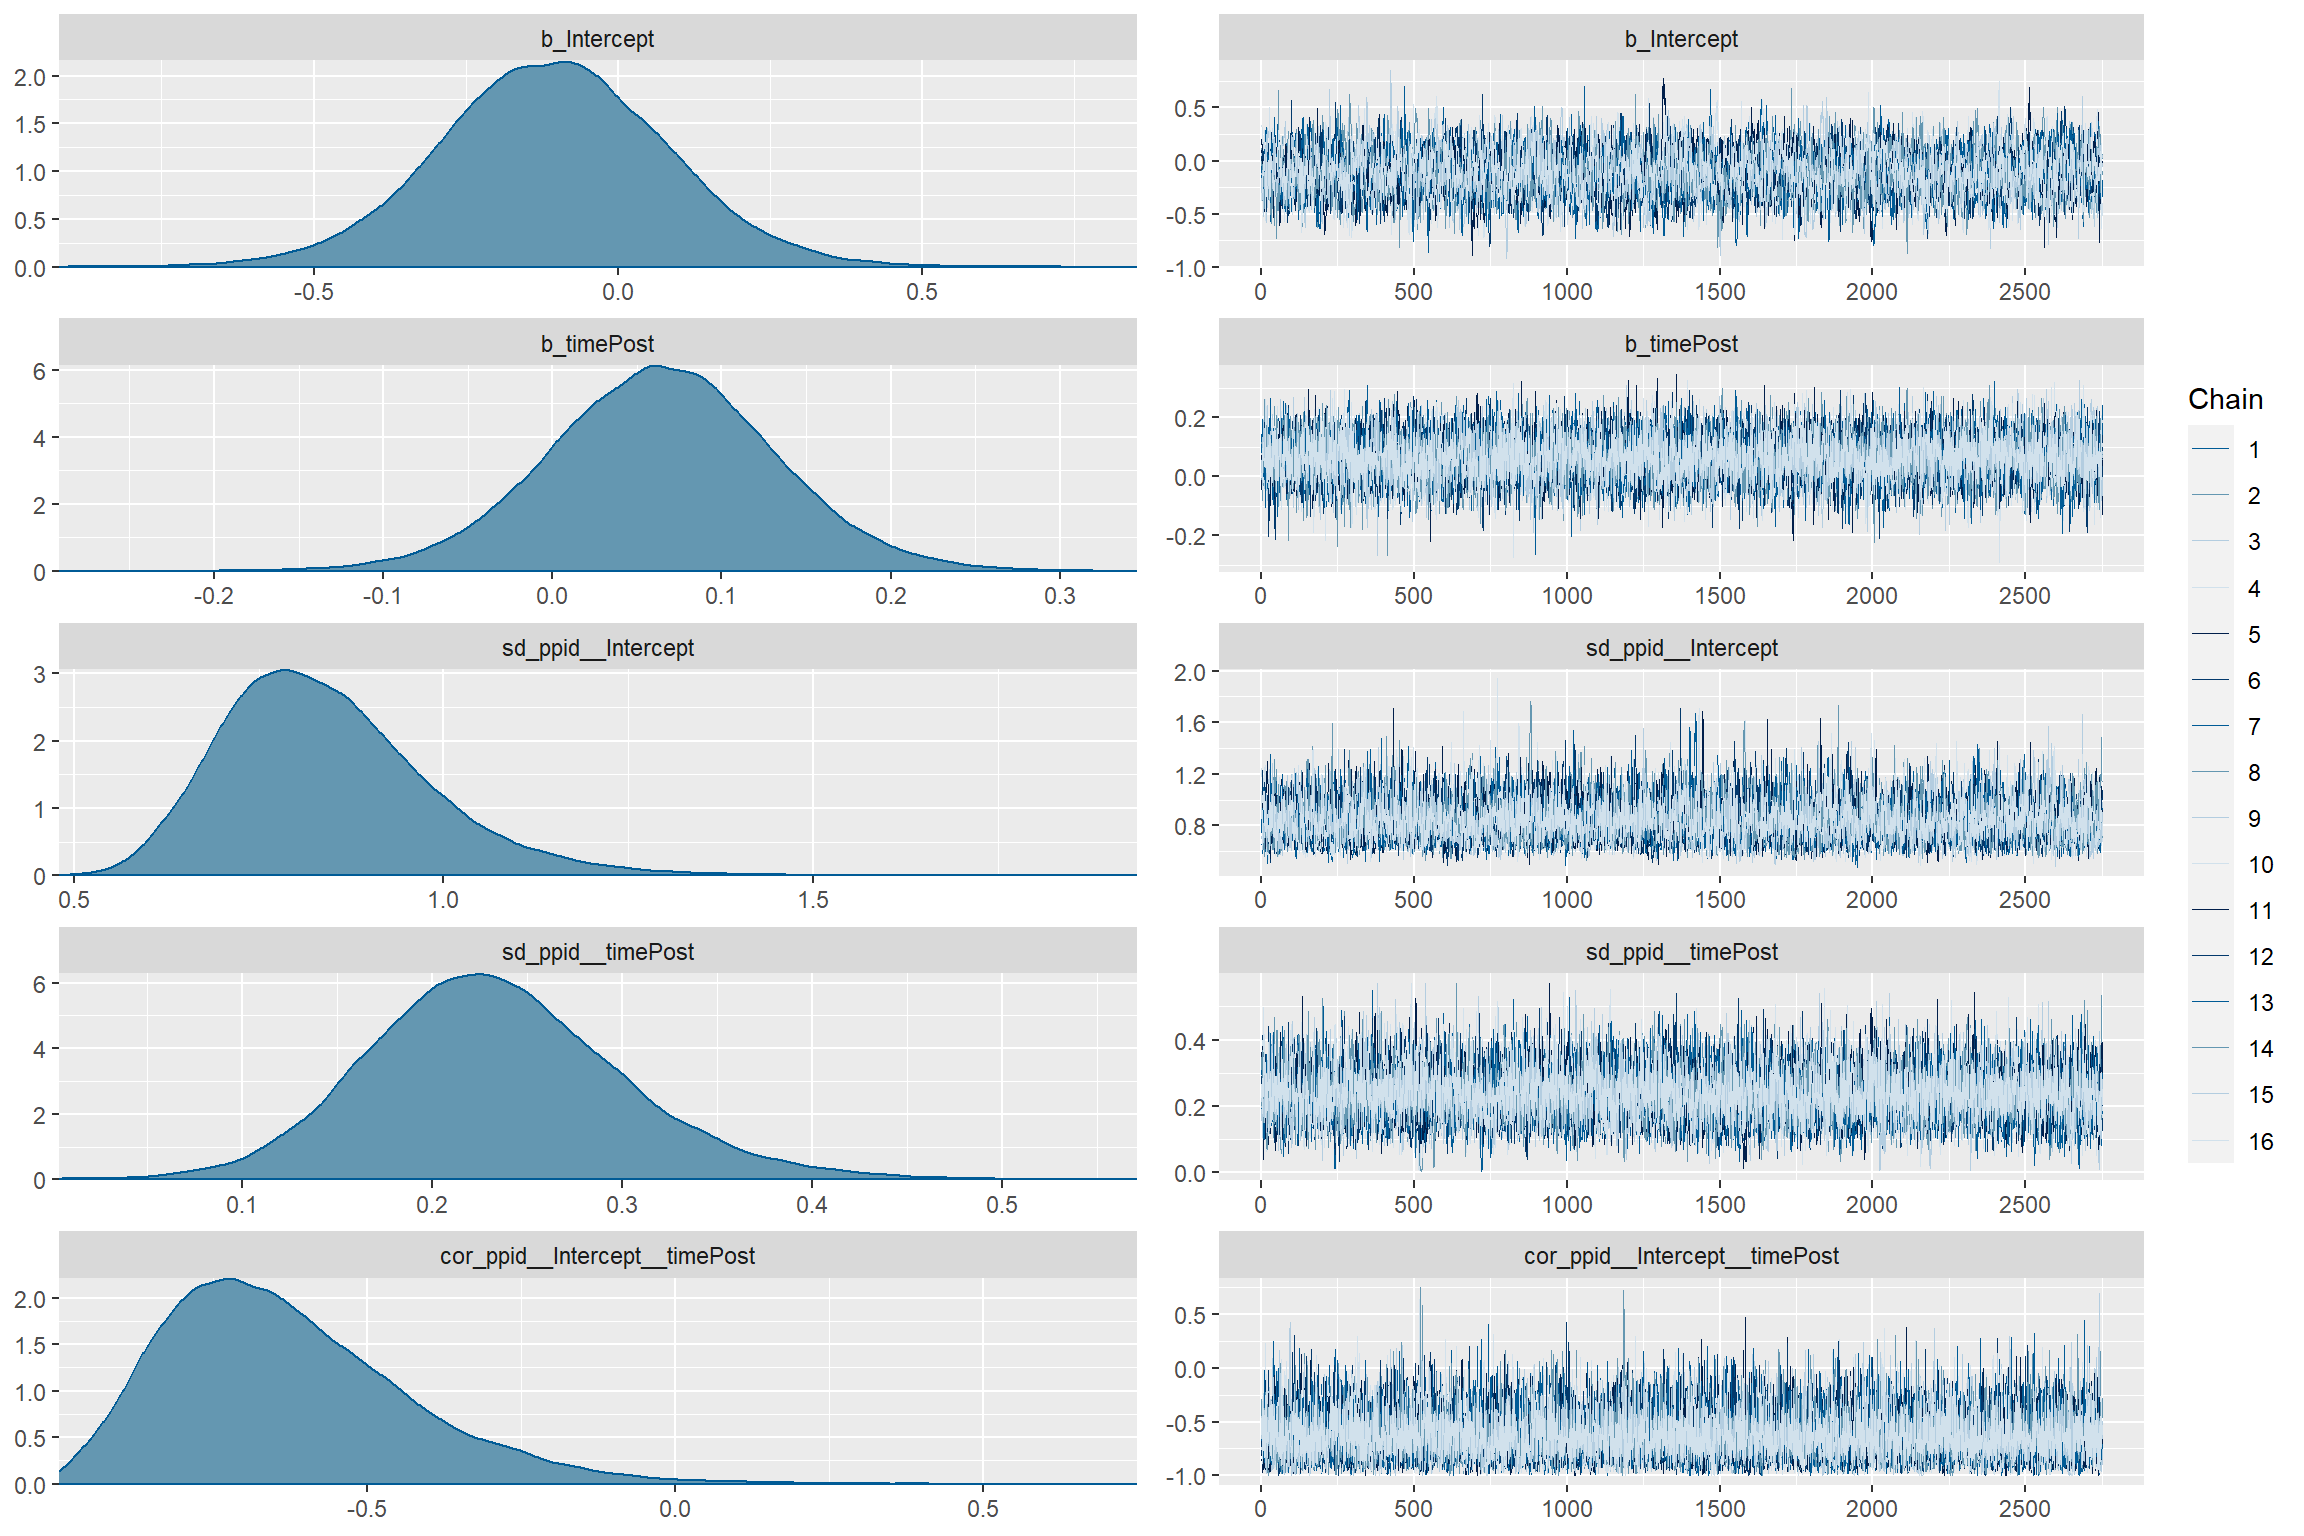 b_Intercept
2.0
1.5
1.0
0.5
0.0
-0.5 0.0 0.5
b_Intercept
0.5
0.0
-0.5
-1.0
0 500 1000 1500 2000 2500
b_timePost
6
4
2
0
-0.2 -0.1 0.0 0.1 0.2 0.3
b_timePost
0.2
0.0
-0.2
0 500 1000 1500 2000 2500
sd_ppid__Intercept
3
2
1
0
0.5 1.0 1.5
sd_ppid__Intercept
2.0
1.6
1.2
0.8
0 500 1000 1500 2000 2500
sd_ppid__timePost
6
4
2
0
0.1 0.2 0.3 0.4 0.5
sd_ppid__timePost
0.4
0.2
0.0
0 500 1000 1500 2000 2500
cor_ppid__Intercept__timePost
2.0
1.5
1.0
0.5
0.0
-0.5 0.0 0.5
cor_ppid__Intercept__timePost
0.5
0.0
-0.5
-1.0
0 500 1000 1500 2000 2500
Chain
1
2
3
4
5
6
7
8
9
10
11
12
13
14
15
16